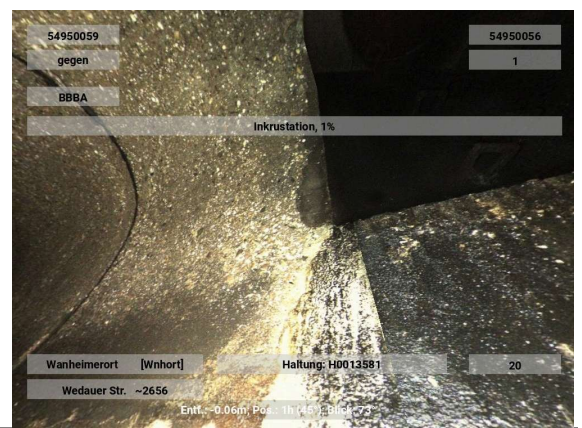 54950059 54950056
gegen 1
BBBA
Inkrustation, 1%
Wanheimerort [Wnhort] Haltung: H0013581 20
Wedauer Str. ~2656
Entf.: -0.06m; Pos.: 1h (45°); Blick: 73°